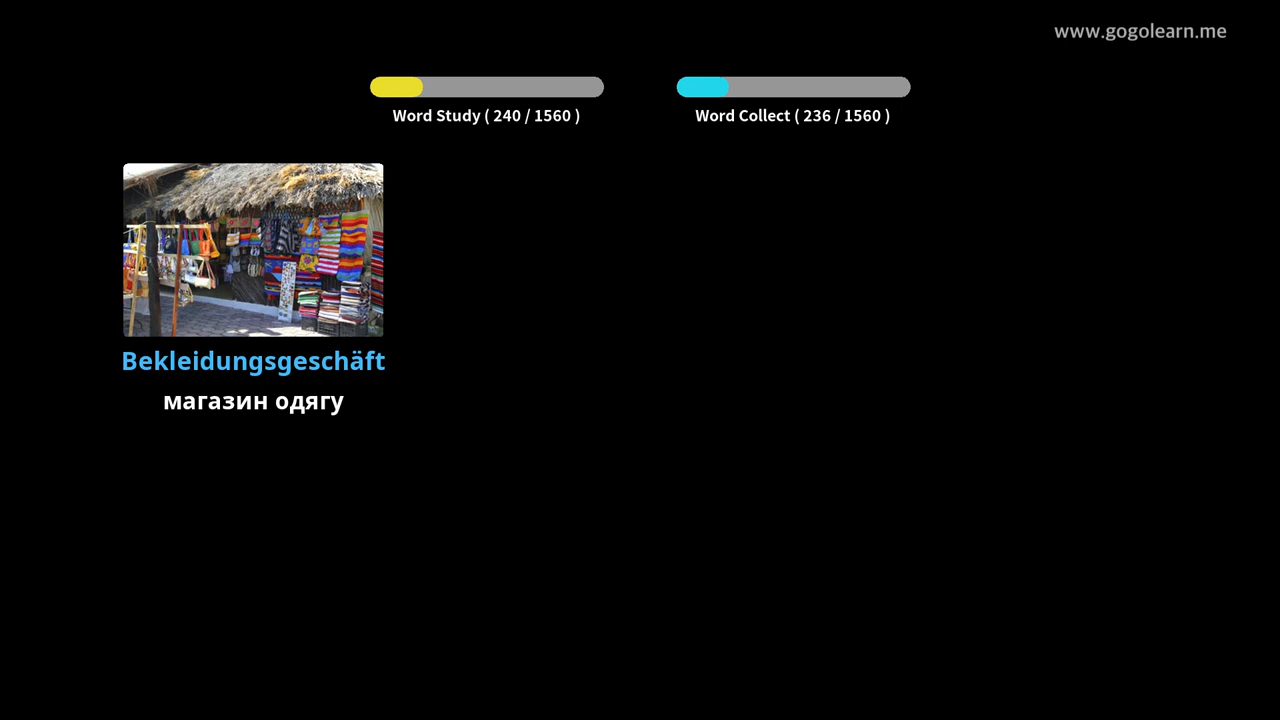 www.gogolearn.me
Word Study ( 240 / 1560 )
Word Collect ( 236 / 1560 )
Bekleidungsgeschäft
магазин одягу